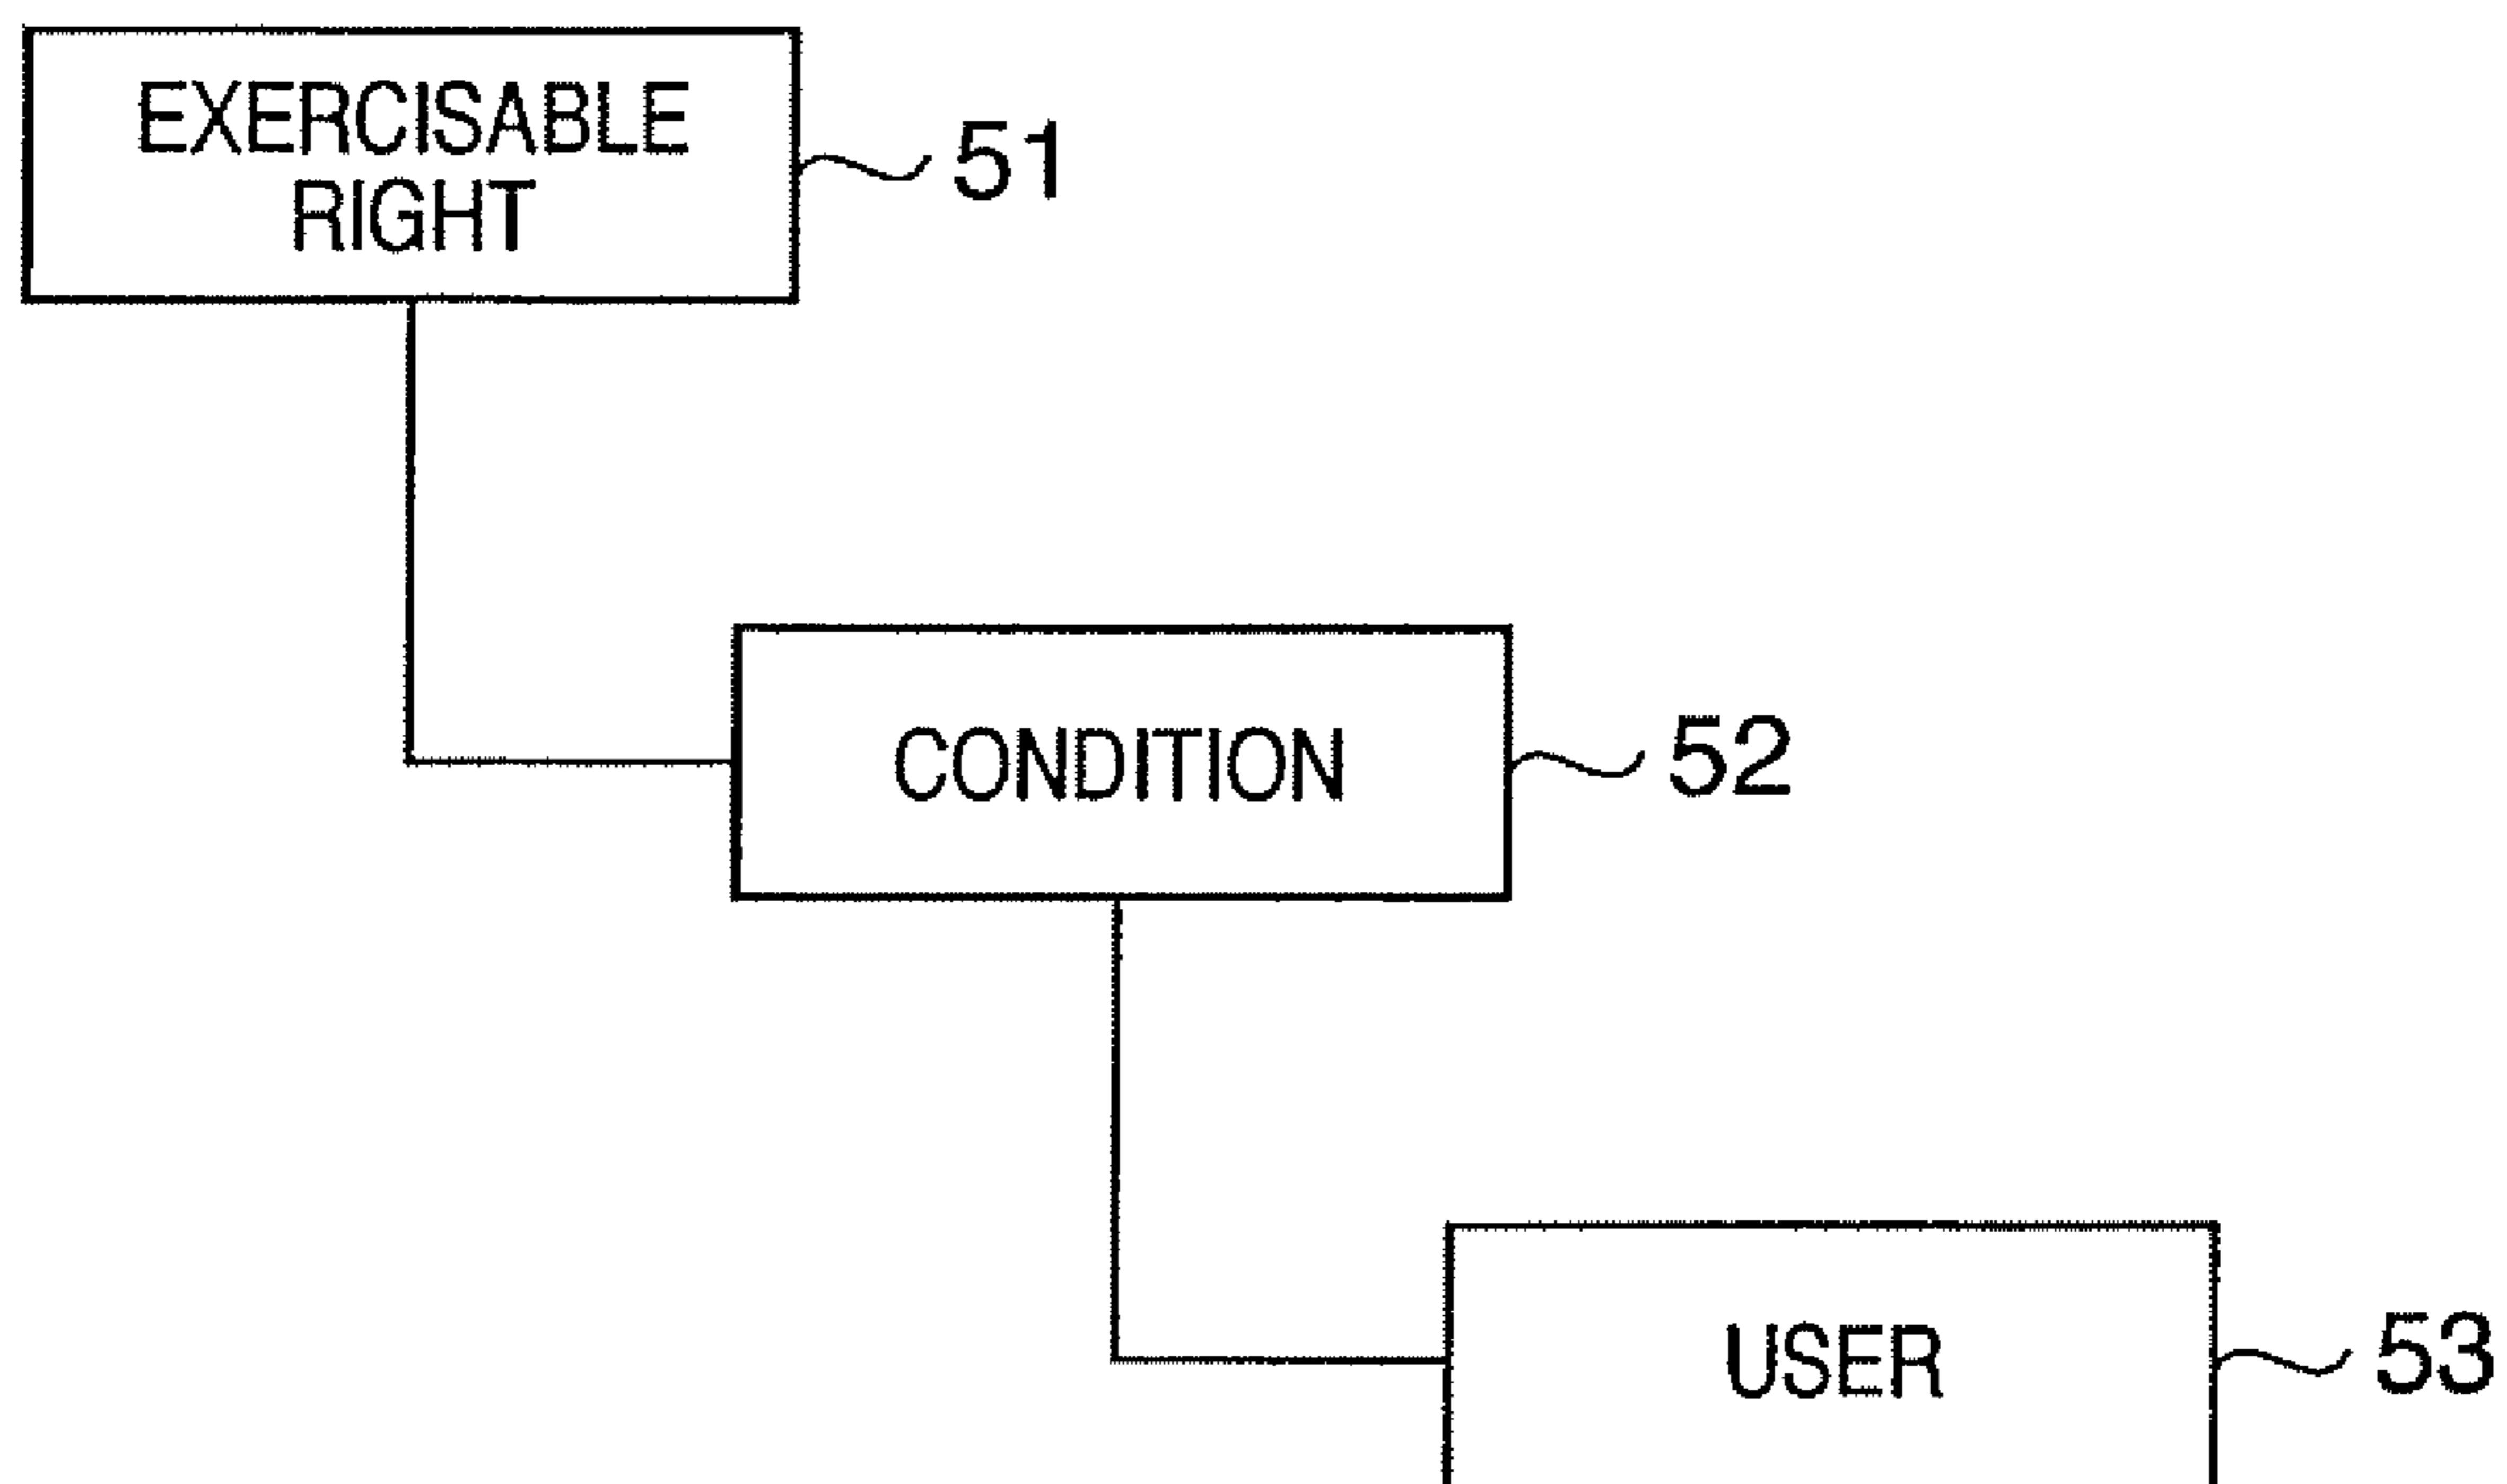 EXERCISABLE
RIGHT
51
CONDITION
52
USER
53